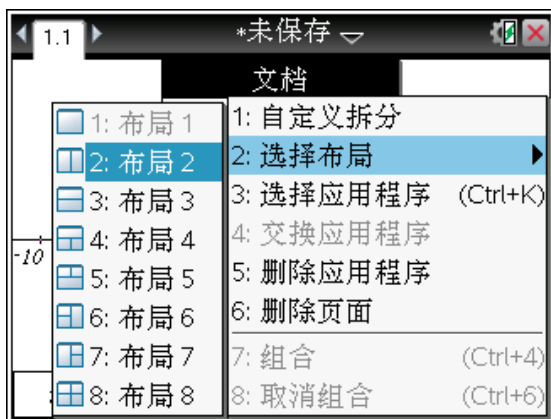 1.1 *未保存
文档
1: 自定义拆分
2: 选择布局
3: 选择应用程序 (Ctrl+K)
4: 交换应用程序
5: 删除应用程序
6: 删除页面
7: 组合 (Ctrl+4)
8: 取消组合 (Ctrl+6)
1: 布局 1
2: 布局 2
3: 布局 3
4: 布局 4
5: 布局 5
6: 布局 6
7: 布局 7
8: 布局 8
-10